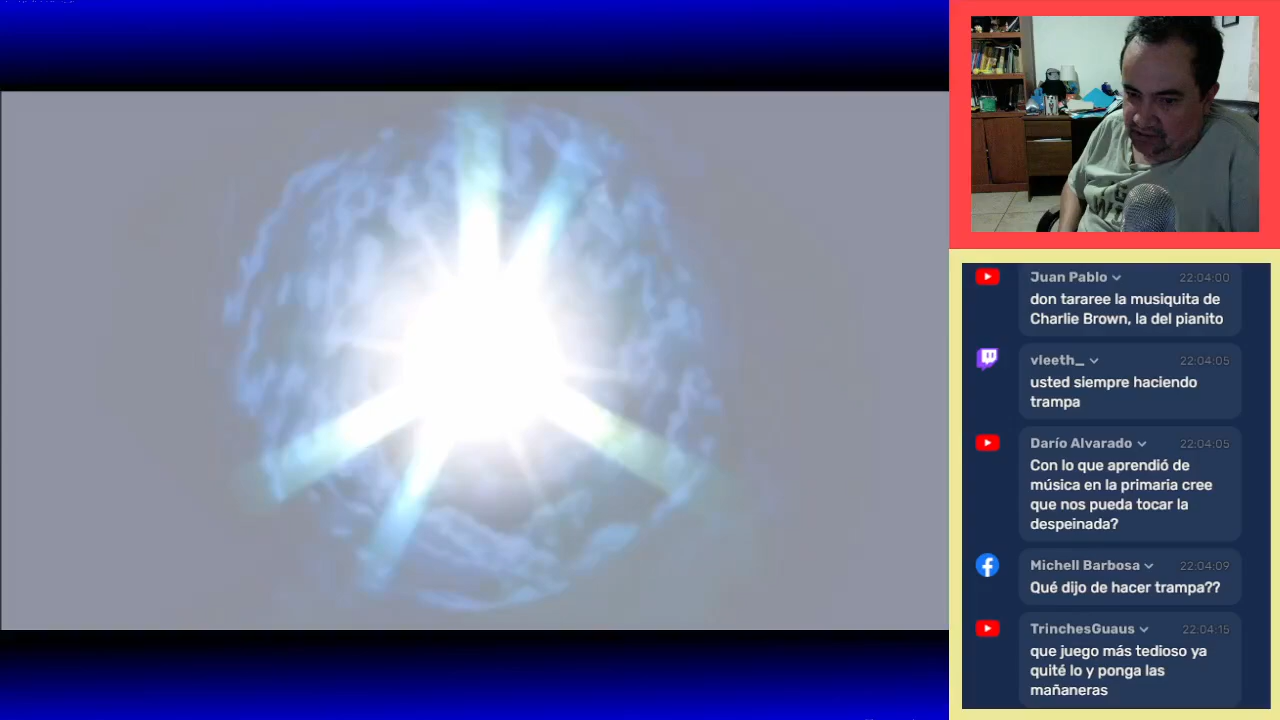 Juan Pablo 22:04:00
don tararee la musiquita de
Charlie Brown, la del pianito
vleeth_ 22:04:05
usted siempre haciendo
trampa
Darío Alvarado 22:04:05
Con lo que aprendió de
música en la primaria cree
que nos pueda tocar la
despeinada?
Michell Barbosa 22:04:09
Qué dijo de hacer trampa??
TrinchesGuaus 22:04:15
que juego más tedioso ya
quité lo y ponga las
mañaneras